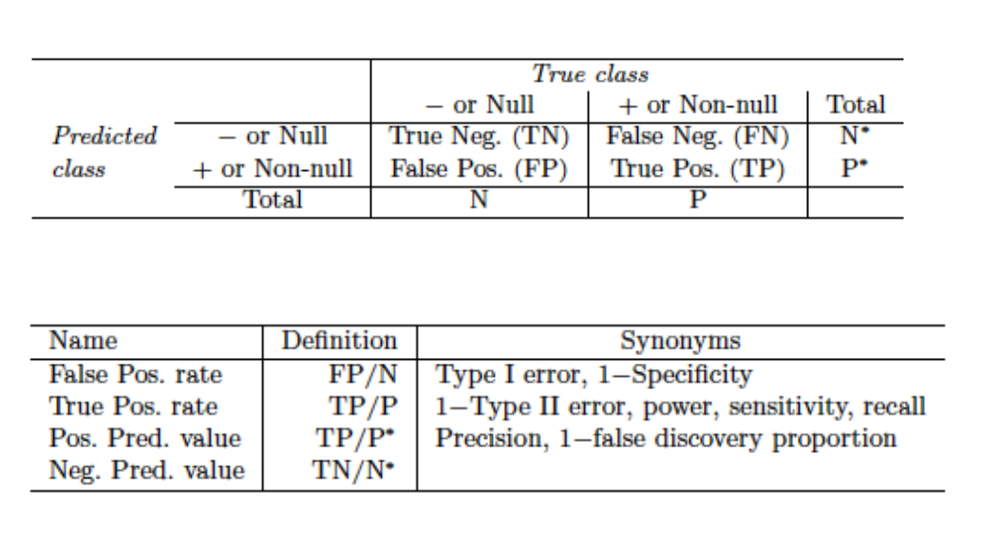 True class
− or Null + or Non-null Total
Predicted − or Null True Neg. (TN) False Neg. (FN) N*
class + or Non-null False Pos. (FP) True Pos. (TP) P*
Total N P
Name Definition Synonyms
False Pos. rate FP/N Type I error, 1−Specificity
True Pos. rate TP/P 1−Type II error, power, sensitivity, recall
Pos. Pred. value TP/P* Precision, 1−false discovery proportion
Neg. Pred. value TN/N*